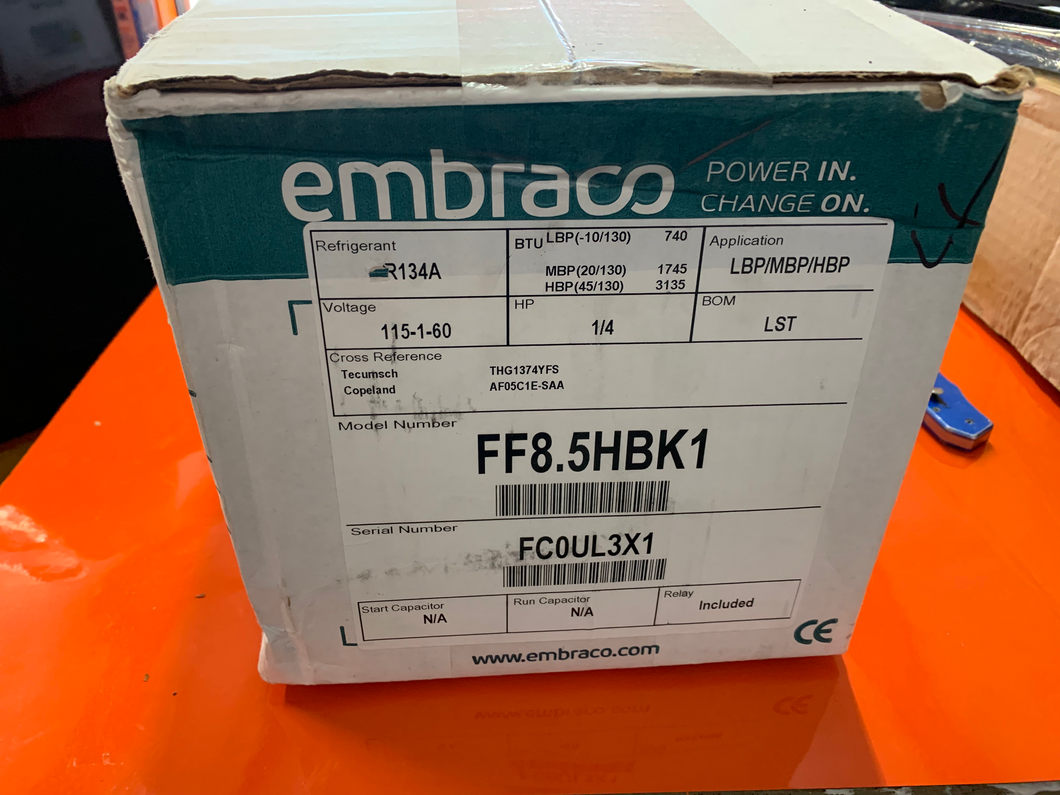 embraco
POWER IN.
CHANGE ON.
Refrigerant
R134A
BTU LBP(-10/130) 740
MBP(20/130) 1745
HBP(45/130) 3135
Application
LBP/MBP/HBP
Voltage
115-1-60
HP
1/4
BOM
LST
Cross Reference
Tecumsch THG1374YFS
Copeland AF05C1E-SAA
Model Number
FF8.5HBK1
Serial Number
FC0UL3X1
Start Capacitor
N/A
Run Capacitor
N/A
Relay
Included
CE
www.embraco.com